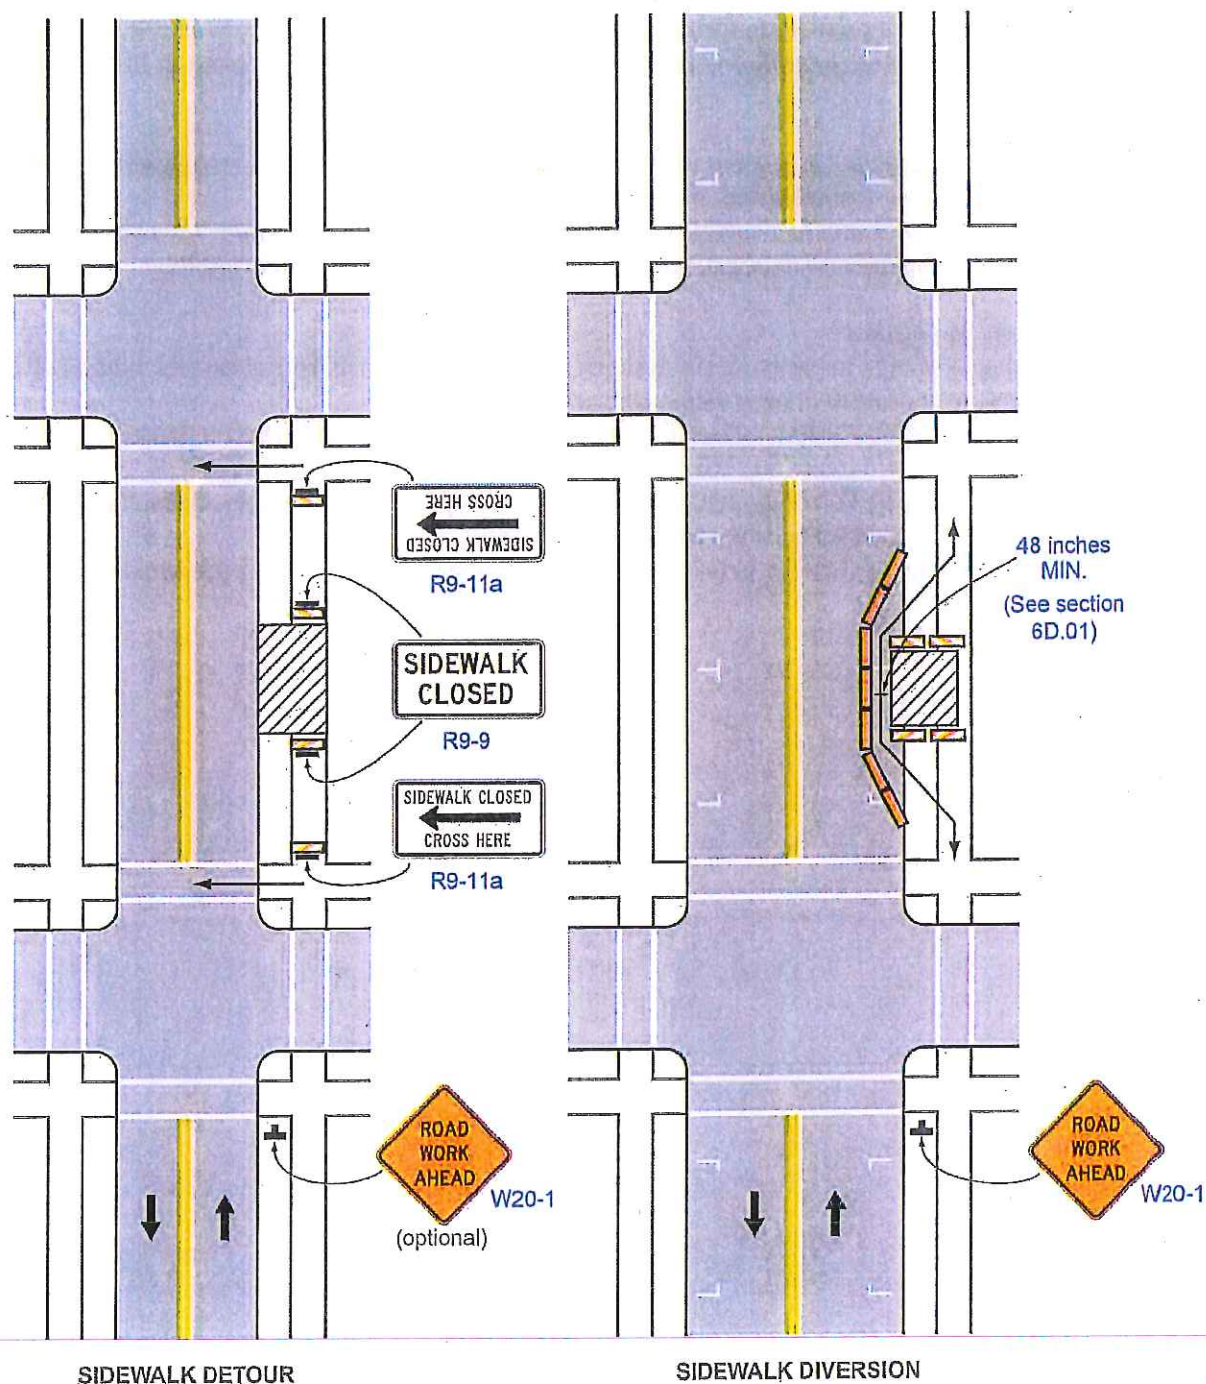 CROSS HERE
SIDEWALK CLOSED
R9-11a
SIDEWALK
CLOSED
R9-9
SIDEWALK CLOSED
CROSS HERE
R9-11a
ROAD
WORK
AHEAD
W20-1
(optional)
SIDEWALK DETOUR
48 inches
MIN.
(See section
6D.01)
ROAD
WORK
AHEAD
W20-1
SIDEWALK DIVERSION